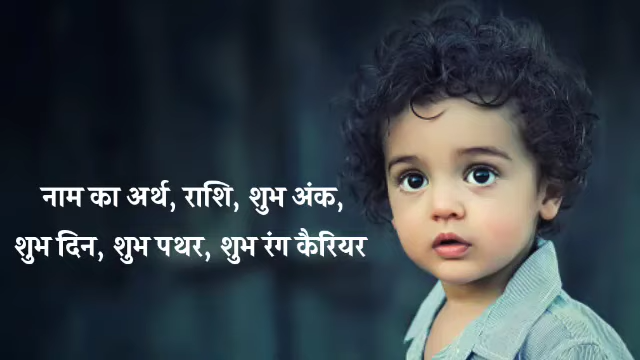 नाम का अर्थ, राशि, शुभ अंक,
शुभ दिन, शुभ पथर, शुभ रंग कैरियर